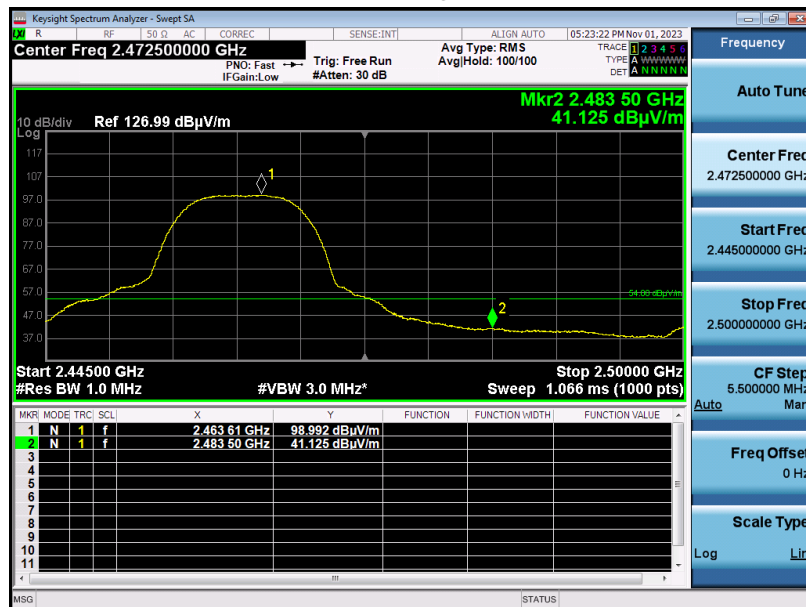 Keysight Spectrum Analyzer - Swept SA
LXI R RF 50 Ω AC CORREC SENSE:INT ALIGN AUTO 05:23:22 PM Nov 01, 2023
Center Freq 2.472500000 GHz
PNO: Fast
IFGain:Low
Trig: Free Run
#Atten: 30 dB
Avg Type: RMS
Avg|Hold: 100/100
TRACE 1 2 3 4 5 6
TYPE A WWWWW
DET A N N N N N
Mkr2 2.483 50 GHz
41.125 dBµV/m
10 dB/div Ref 126.99 dBµV/m
Log
117
107
97.0
87.0
77.0
67.0
57.0
47.0
37.0
1
2
54.00 dBµV/m
Start 2.44500 GHz Stop 2.50000 GHz
#Res BW 1.0 MHz #VBW 3.0 MHz* Sweep 1.066 ms (1000 pts)
MKR MODE TRC SCL X Y FUNCTION FUNCTION WIDTH FUNCTION VALUE
1 N 1 f 2.463 61 GHz 98.992 dBµV/m
2 N 1 f 2.483 50 GHz 41.125 dBµV/m
3
4
5
6
7
8
9
10
11
MSG STATUS
Frequency
Auto Tune
Center Freq
2.472500000 GHz
Start Freq
2.445000000 GHz
Stop Freq
2.500000000 GHz
CF Step
5.500000 MHz
Auto Man
Freq Offset
0 Hz
Scale Type
Log Lin